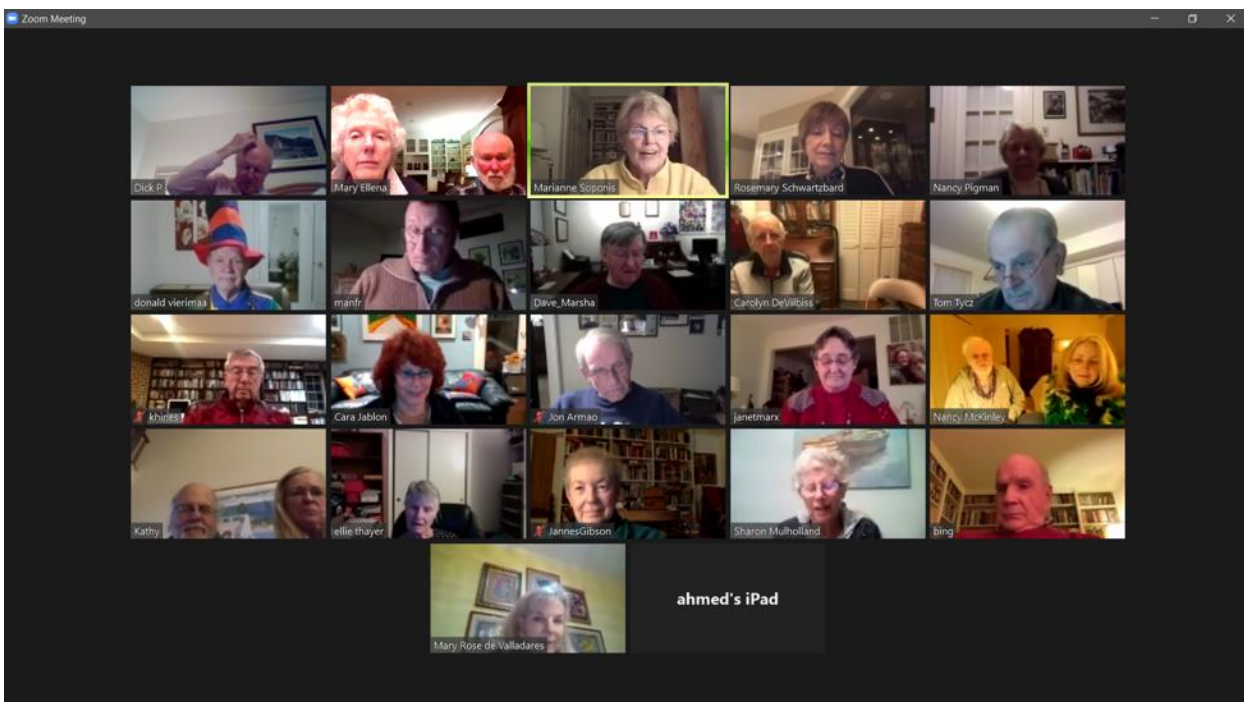 Zoom Meeting
Dick P
Mary Ellena
Marianne Soponis
Rosemary Schwartzbard
Nancy Pigman
donald vierimaa
manfr
Dave_Marsha
Carolyn DeVilbiss
Tom Tycz
khines
Cara Jablon
Jon Armao
janetmarx
Nancy McKinley
Kathy
ellie thayer
JannesGibson
Sharon Mulholland
bing
Mary Rose de Valladares
ahmed's iPad